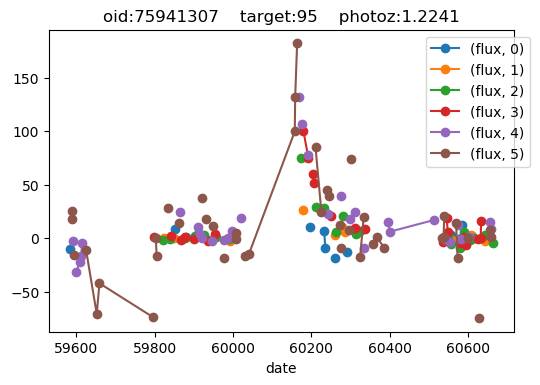 oid:75941307    target:95    photoz:1.2241
(flux, 0)
(flux, 1)
(flux, 2)
(flux, 3)
(flux, 4)
(flux, 5)
150
100
50
0
−50
59600 59800 60000 60200 60400 60600
date